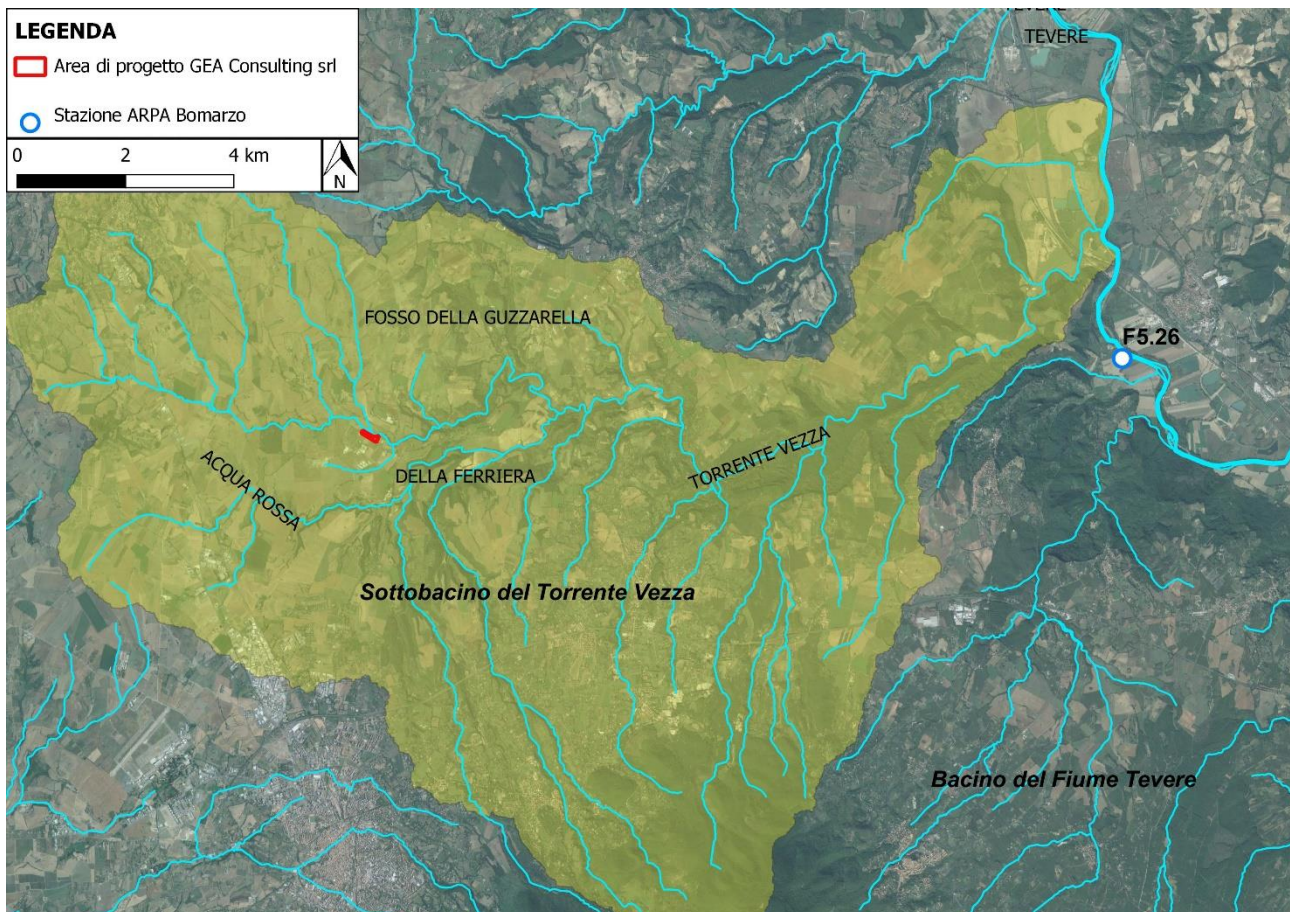 LEGENDA
Area di progetto GEA Consulting srl
Stazione ARPA Bomarzo
0 2 4 km
N
TEVERE
TEVERE
FOSSO DELLA GUZZARELLA
F5.26
ACQUA ROSSA
DELLA FERRIERA
TORRENTE VEZZA
Sottobacino del Torrente Vezza
Bacino del Fiume Tevere